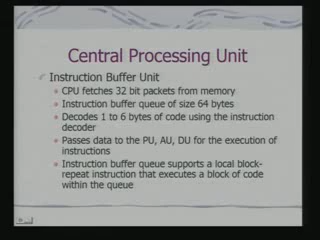 Central Processing Unit
Instruction Buffer Unit
CPU fetches 32 bit packets from memory
Instruction buffer queue of size 64 bytes
Decodes 1 to 6 bytes of code using the instruction
decoder
Passes data to the PU, AU, DU for the execution of
instructions
Instruction buffer queue supports a local block-
repeat instruction that executes a block of code
within the queue